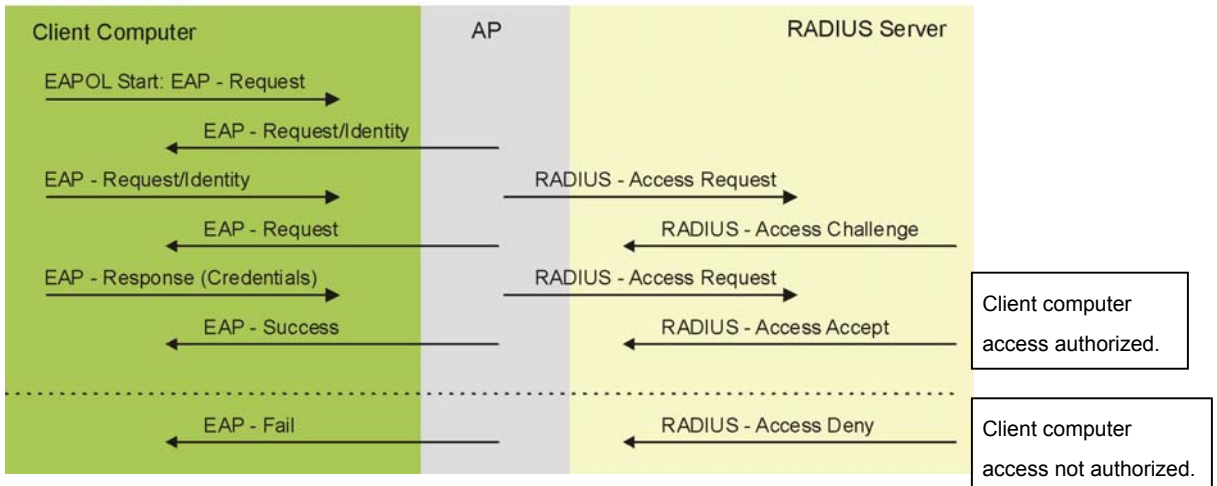 Client Computer AP RADIUS Server
EAPOL Start: EAP - Request
EAP - Request/Identity
EAP - Request/Identity RADIUS - Access Request
EAP - Request RADIUS - Access Challenge
EAP - Response (Credentials) RADIUS - Access Request
EAP - Success RADIUS - Access Accept
Client computer
access authorized.
EAP - Fail RADIUS - Access Deny
Client computer
access not authorized.